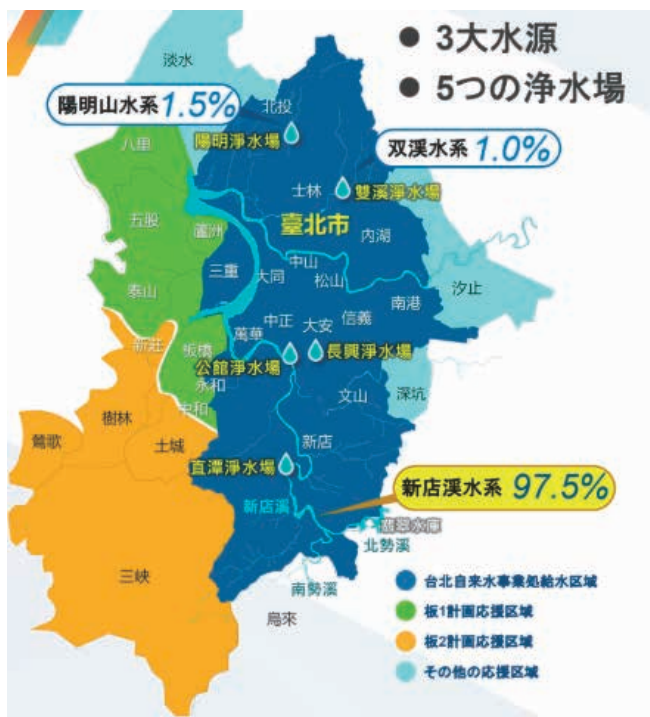 ● 3大水源
● 5つの浄水場
淡水
陽明山水系 1.5%
北投
陽明淨水場
双溪水系 1.0%
八里
士林
雙溪淨水場
臺北市
五股
蘆洲
內湖
三重
大同
中山
松山
汐止
泰山
南港
信義
中正
大安
萬華
新莊
板橋
公館淨水場
長興淨水場
永和
中和
文山
深坑
樹林
鶯歌
土城
新店
直潭淨水場
新店溪水系 97.5%
新店溪
翡翠水庫
北勢溪
三峽
南勢溪
烏來
台北自来水事業処給水区域
板1計画応援区域
板2計画応援区域
その他の応援区域